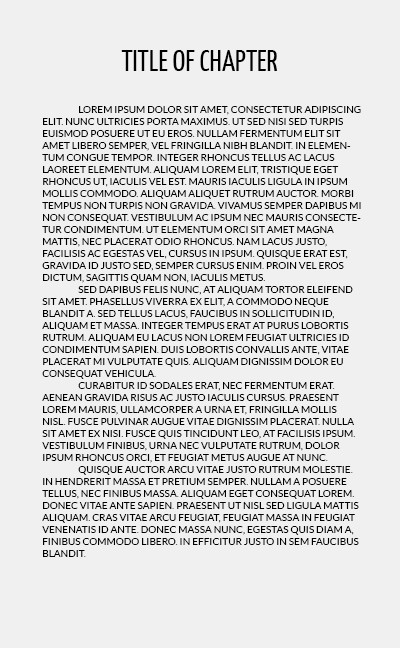 TITLE OF CHAPTER
LOREM IPSUM DOLOR SIT AMET, CONSECTETUR ADIPISCING
ELIT. NUNC ULTRICIES PORTA MAXIMUS. UT SED NISI SED TURPIS
EUISMOD POSUERE UT EU EROS. NULLAM FERMENTUM ELIT SIT
AMET LIBERO SEMPER, VEL FRINGILLA NIBH BLANDIT. IN ELEMEN-
TUM CONGUE TEMPOR. INTEGER RHONCUS TELLUS AC LACUS
LAOREET ELEMENTUM. ALIQUAM LOREM ELIT, TRISTIQUE EGET
RHONCUS UT, IACULIS VEL EST. MAURIS IACULIS LIGULA IN IPSUM
MOLLIS COMMODO. ALIQUAM ALIQUET RUTRUM AUCTOR. MORBI
TEMPUS NON TURPIS NON GRAVIDA. VIVAMUS SEMPER DAPIBUS MI
NON CONSEQUAT. VESTIBULUM AC IPSUM NEC MAURIS CONSECTE-
TUR CONDIMENTUM. UT ELEMENTUM ORCI SIT AMET MAGNA
MATTIS, NEC PLACERAT ODIO RHONCUS. NAM LACUS JUSTO,
FACILISIS AC EGESTAS VEL, CURSUS IN IPSUM. QUISQUE ERAT EST,
GRAVIDA ID JUSTO SED, SEMPER CURSUS ENIM. PROIN VEL EROS
DICTUM, SAGITTIS QUAM NON, IACULIS METUS.
SED DAPIBUS FELIS NUNC, AT ALIQUAM TORTOR ELEIFEND
SIT AMET. PHASELLUS VIVERRA EX ELIT, A COMMODO NEQUE
BLANDIT A. SED TELLUS LACUS, FAUCIBUS IN SOLLICITUDIN ID,
ALIQUAM ET MASSA. INTEGER TEMPUS ERAT AT PURUS LOBORTIS
RUTRUM. ALIQUAM EU LACUS NON LOREM FEUGIAT ULTRICIES ID
CONDIMENTUM SAPIEN. DUIS LOBORTIS CONVALLIS ANTE, VITAE
PLACERAT MI VULPUTATE QUIS. ALIQUAM DIGNISSIM DOLOR EU
CONSEQUAT VEHICULA.
CURABITUR ID SODALES ERAT, NEC FERMENTUM ERAT.
AENEAN GRAVIDA RISUS AC JUSTO IACULIS CURSUS. PRAESENT
LOREM MAURIS, ULLAMCORPER A URNA ET, FRINGILLA MOLLIS
NISL. FUSCE PULVINAR AUGUE VITAE DIGNISSIM PLACERAT. NULLA
SIT AMET EX NISI. FUSCE QUIS TINCIDUNT LEO, AT FACILISIS IPSUM.
VESTIBULUM FINIBUS, URNA NEC VULPUTATE RUTRUM, DOLOR
IPSUM RHONCUS ORCI, ET FEUGIAT METUS AUGUE AT NUNC.
QUISQUE AUCTOR ARCU VITAE JUSTO RUTRUM MOLESTIE.
IN HENDRERIT MASSA ET PRETIUM SEMPER. NULLAM A POSUERE
TELLUS, NEC FINIBUS MASSA. ALIQUAM EGET CONSEQUAT LOREM.
DONEC VITAE ANTE SAPIEN. PRAESENT UT NISL SED LIGULA MATTIS
ALIQUAM. CRAS VITAE ARCU FEUGIAT, FEUGIAT MASSA IN FEUGIAT
VENENATIS ID ANTE. DONEC MASSA NUNC, EGESTAS QUIS DIAM A,
FINIBUS COMMODO LIBERO. IN EFFICITUR JUSTO IN SEM FAUCIBUS
BLANDIT.